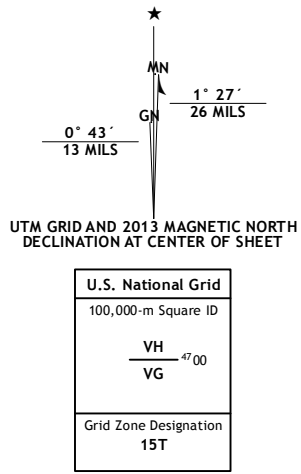 MN
1° 27´
26 MILS
GN
0° 43´
13 MILS
UTM GRID AND 2013 MAGNETIC NORTH
DECLINATION AT CENTER OF SHEET
U.S. National Grid
100,000-m Square ID
VH
4700
VG
Grid Zone Designation
15T